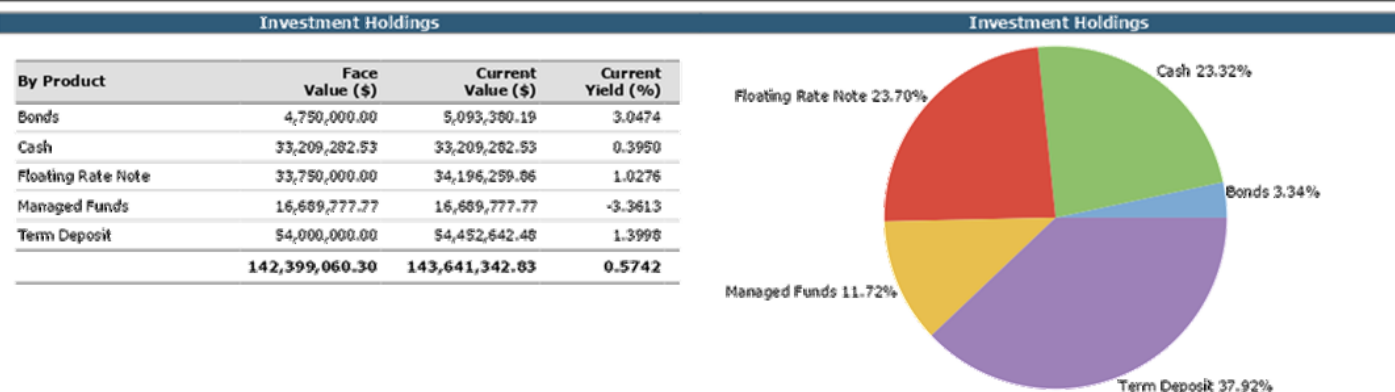 Investment Holdings
By Product Face Value ($) Current Value ($) Current Yield (%)
Bonds 4,750,000.00 5,093,380.19 3.0474
Cash 33,209,282.53 33,209,282.53 0.3950
Floating Rate Note 33,750,000.00 34,196,259.86 1.0276
Managed Funds 16,689,777.77 16,689,777.77 -3.3613
Term Deposit 54,000,000.00 54,452,642.48 1.3998
142,399,060.30 143,641,342.83 0.5742
Investment Holdings
Cash 23.32%
Floating Rate Note 23.70%
Bonds 3.34%
Managed Funds 11.72%
Term Deposit 37.92%